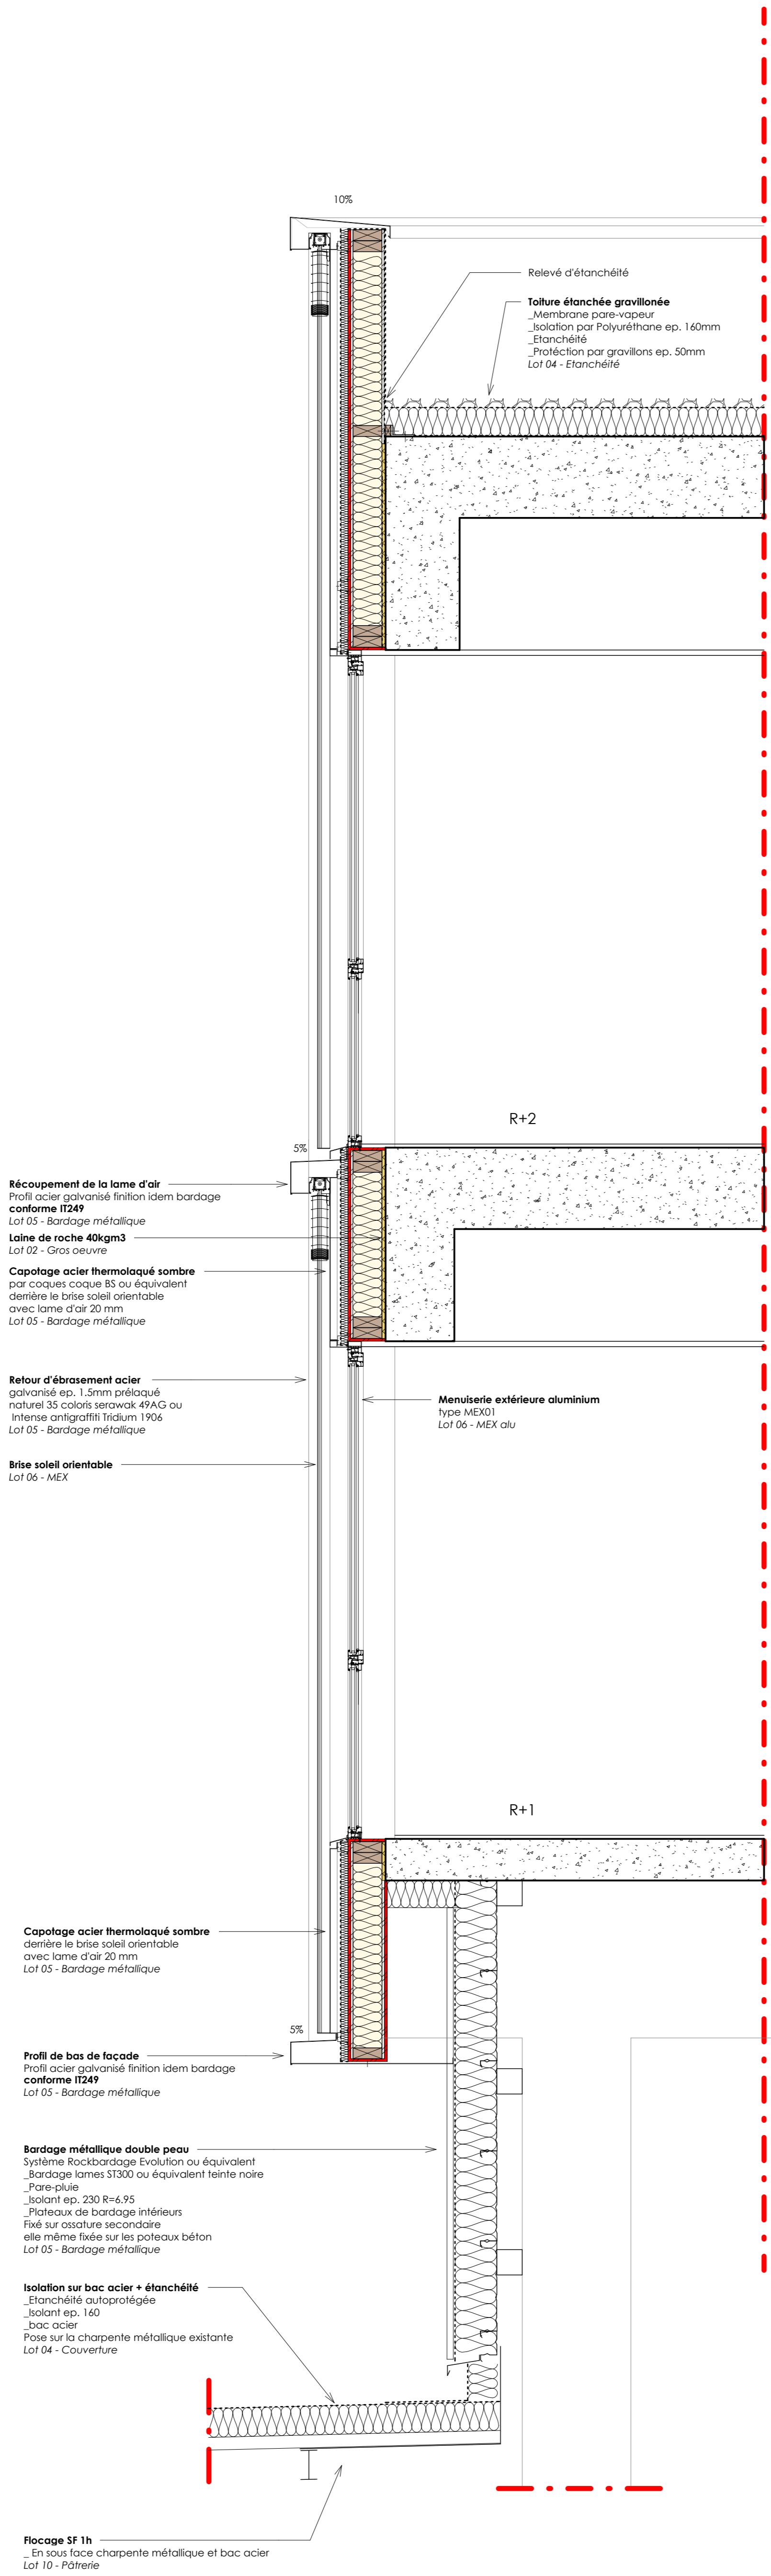 10%
Relevé d'étanchéité
Toiture étanchée gravillonée
_Membrane pare-vapeur
_Isolation par Polyuréthane ep. 160mm
_Etanchéité
_Protéction par gravillons ep. 50mm
Lot 04 - Etanchéité
R+2
5%
Récoupement de la lame d'air
Profil acier galvanisé finition idem bardage
conforme IT249
Lot 05 - Bardage métallique
Laine de roche 40kgm3
Lot 02 - Gros oeuvre
Capotage acier thermolaqué sombre
par coques coque BS ou équivalent
derrière le brise soleil orientable
avec lame d'air 20 mm
Lot 05 - Bardage métallique
Retour d'ébrasement acier
galvanisé ep. 1.5mm prélaqué
naturel 35 coloris serawak 49AG ou
Intense antigraffiti Tridium 1906
Lot 05 - Bardage métallique
Menuiserie extérieure aluminium
type MEX01
Lot 06 - MEX alu
Brise soleil orientable
Lot 06 - MEX
R+1
Capotage acier thermolaqué sombre
derrière le brise soleil orientable
avec lame d'air 20 mm
Lot 05 - Bardage métallique
5%
Profil de bas de façade
Profil acier galvanisé finition idem bardage
conforme IT249
Lot 05 - Bardage métallique
Bardage métallique double peau
Système Rockbardage Evolution ou équivalent
_Bardage lames ST300 ou équivalent teinte noire
_Pare-pluie
_Isolant ep. 230 R=6.95
_Plateaux de bardage intérieurs
Fixé sur ossature secondaire
elle même fixée sur les poteaux béton
Lot 05 - Bardage métallique
Isolation sur bac acier + étanchéité
_Etanchéité autoprotégée
_Isolant ep. 160
_bac acier
Pose sur la charpente métallique existante
Lot 04 - Couverture
Flocage SF 1h
_ En sous face charpente métallique et bac acier
Lot 10 - Pâtrerie